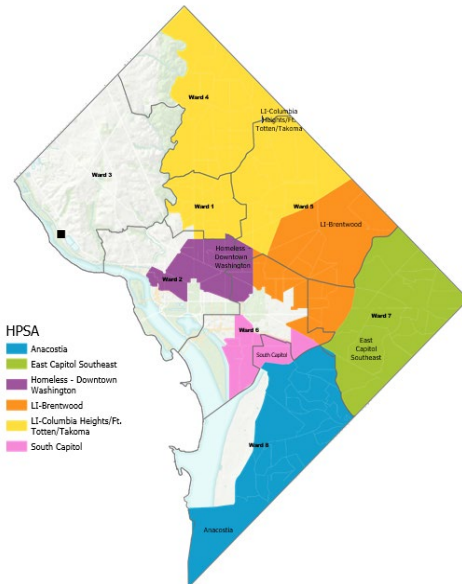 Ward 4
LI-Columbia
Heights/Ft.
Totten/Takoma
Ward 3
Ward 1
Ward 5
LI-Brentwood
Homeless
Downtown
Washington
Ward 2
Ward 7
Ward 6
East
Capitol
Southeast
South Capitol
HPSA
Anacostia
East Capitol Southeast
Homeless - Downtown
Washington
LI-Brentwood
LI-Columbia Heights/Ft.
Totten/Takoma
South Capitol
Ward 8
Anacostia